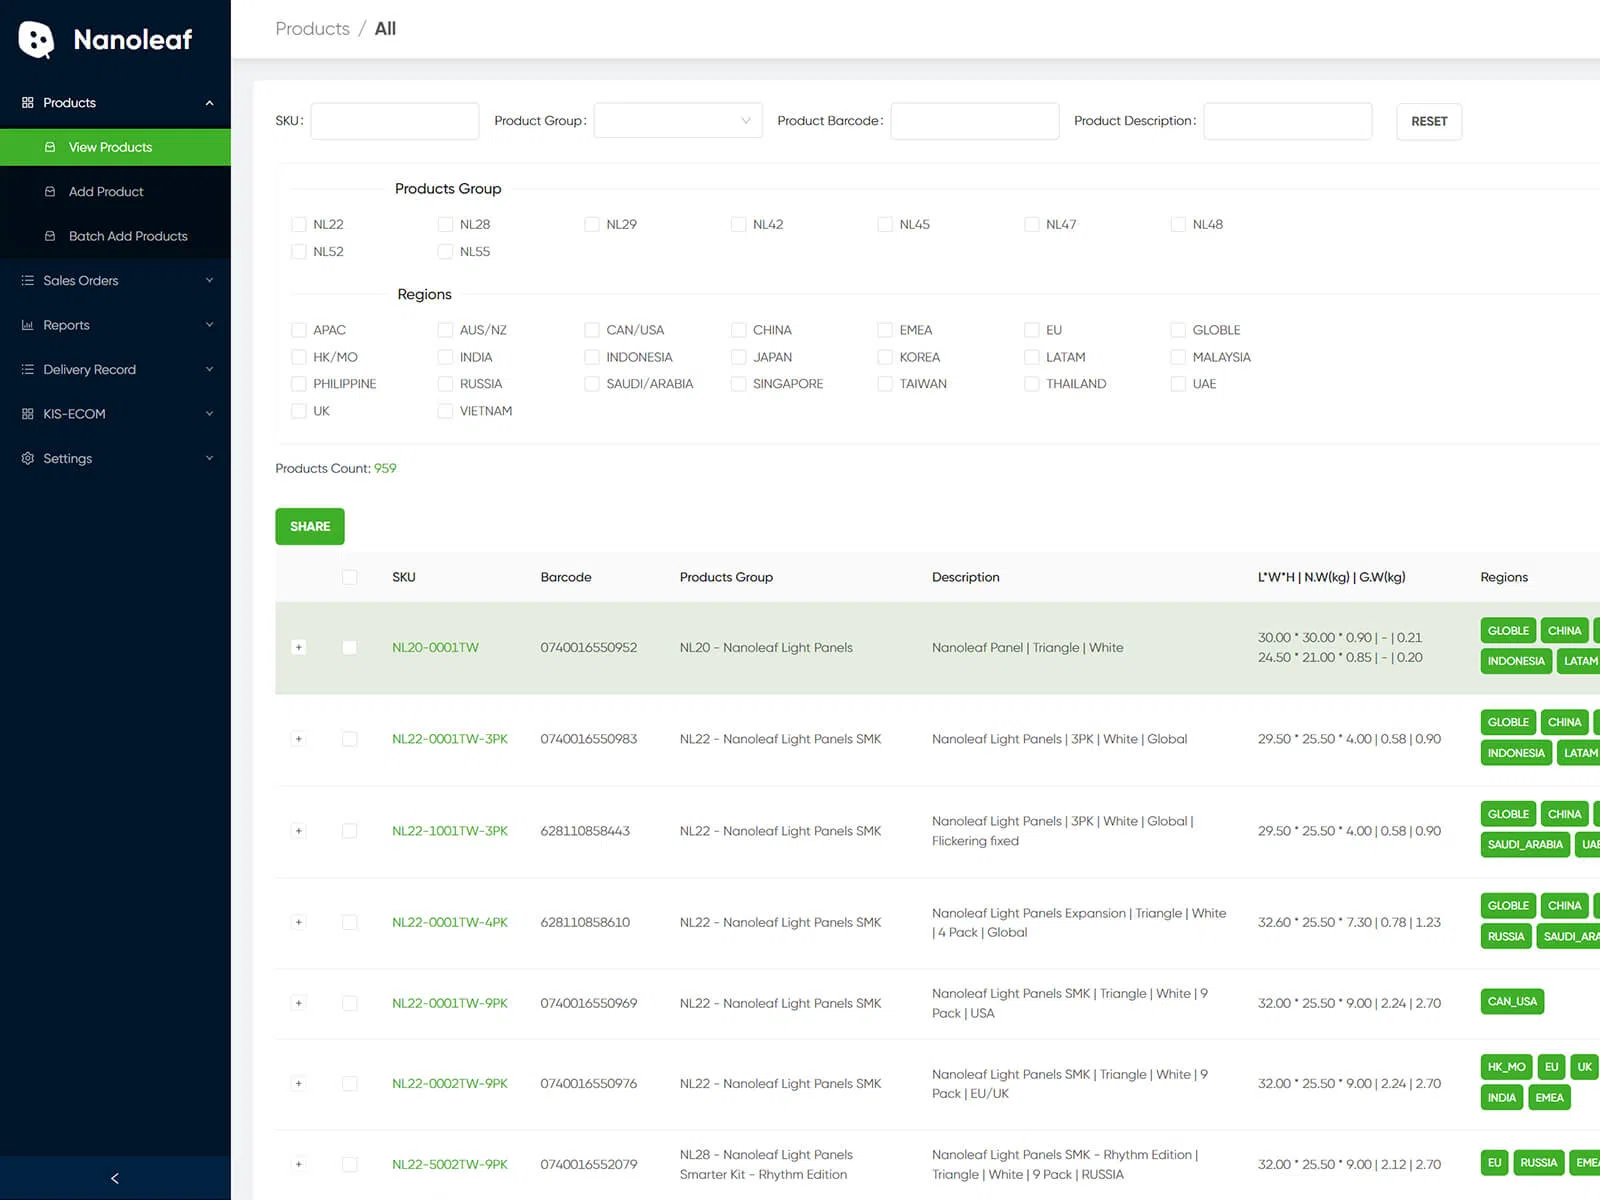 Nanoleaf
Products
View Products
Add Product
Batch Add Products
Sales Orders
Reports
Delivery Record
KIS-ECOM
Settings
Products / All
SKU: Product Group: Product Barcode: Product Description: RESET
Products Group
NL22 NL28 NL29 NL42 NL45 NL47 NL48
NL52 NL55
Regions
APAC AUS/NZ CAN/USA CHINA EMEA EU GLOBLE
HK/MO INDIA INDONESIA JAPAN KOREA LATAM MALAYSIA
PHILIPPINE RUSSIA SAUDI/ARABIA SINGAPORE TAIWAN THAILAND UAE
UK VIETNAM
Products Count: 959
SHARE
SKU Barcode Products Group Description L*W*H | N.W(kg) | G.W(kg) Regions
NL20-0001TW 0740016550952 NL20 - Nanoleaf Light Panels Nanoleaf Panel | Triangle | White
30.00 * 30.00 * 0.90 | - | 0.21
24.50 * 21.00 * 0.85 | - | 0.20
GLOBLE CHINA
INDONESIA LATAM
NL22-0001TW-3PK 0740016550983 NL22 - Nanoleaf Light Panels SMK Nanoleaf Light Panels | 3PK | White | Global 29.50 * 25.50 * 4.00 | 0.58 | 0.90
GLOBLE CHINA
INDONESIA LATAM
NL22-1001TW-3PK 628110858443 NL22 - Nanoleaf Light Panels SMK
Nanoleaf Light Panels | 3PK | White | Global |
Flickering fixed
29.50 * 25.50 * 4.00 | 0.58 | 0.90
GLOBLE CHINA
SAUDI_ARABIA UAE
NL22-0001TW-4PK 628110858610 NL22 - Nanoleaf Light Panels SMK
Nanoleaf Light Panels Expansion | Triangle | White
| 4 Pack | Global
32.60 * 25.50 * 7.30 | 0.78 | 1.23
GLOBLE CHINA
RUSSIA SAUDI_ARA
NL22-0001TW-9PK 0740016550969 NL22 - Nanoleaf Light Panels SMK
Nanoleaf Light Panels SMK | Triangle | White | 9
Pack | USA
32.00 * 25.50 * 9.00 | 2.24 | 2.70
CAN_USA
NL22-0002TW-9PK 0740016550976 NL22 - Nanoleaf Light Panels SMK
Nanoleaf Light Panels SMK | Triangle | White | 9
Pack | EU/UK
32.00 * 25.50 * 9.00 | 2.24 | 2.70
HK_MO EU UK
INDIA EMEA
NL22-5002TW-9PK 0740016552079
NL28 - Nanoleaf Light Panels
Smarter Kit - Rhythm Edition
Nanoleaf Light Panels SMK - Rhythm Edition |
Triangle | White | 9 Pack | RUSSIA
32.00 * 25.50 * 9.00 | 2.12 | 2.70
EU RUSSIA EMEA